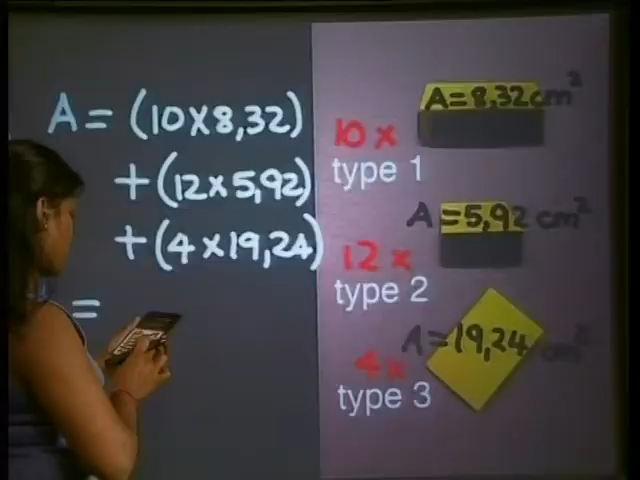 A = (10 x 8,32)
+ (12 x 5,92)
+ (4 x 19,24)
=
A = 8,32 cm²
10 x
type 1
A = 5,92 cm²
12 x
type 2
A = 19,24 cm²
4 x
type 3